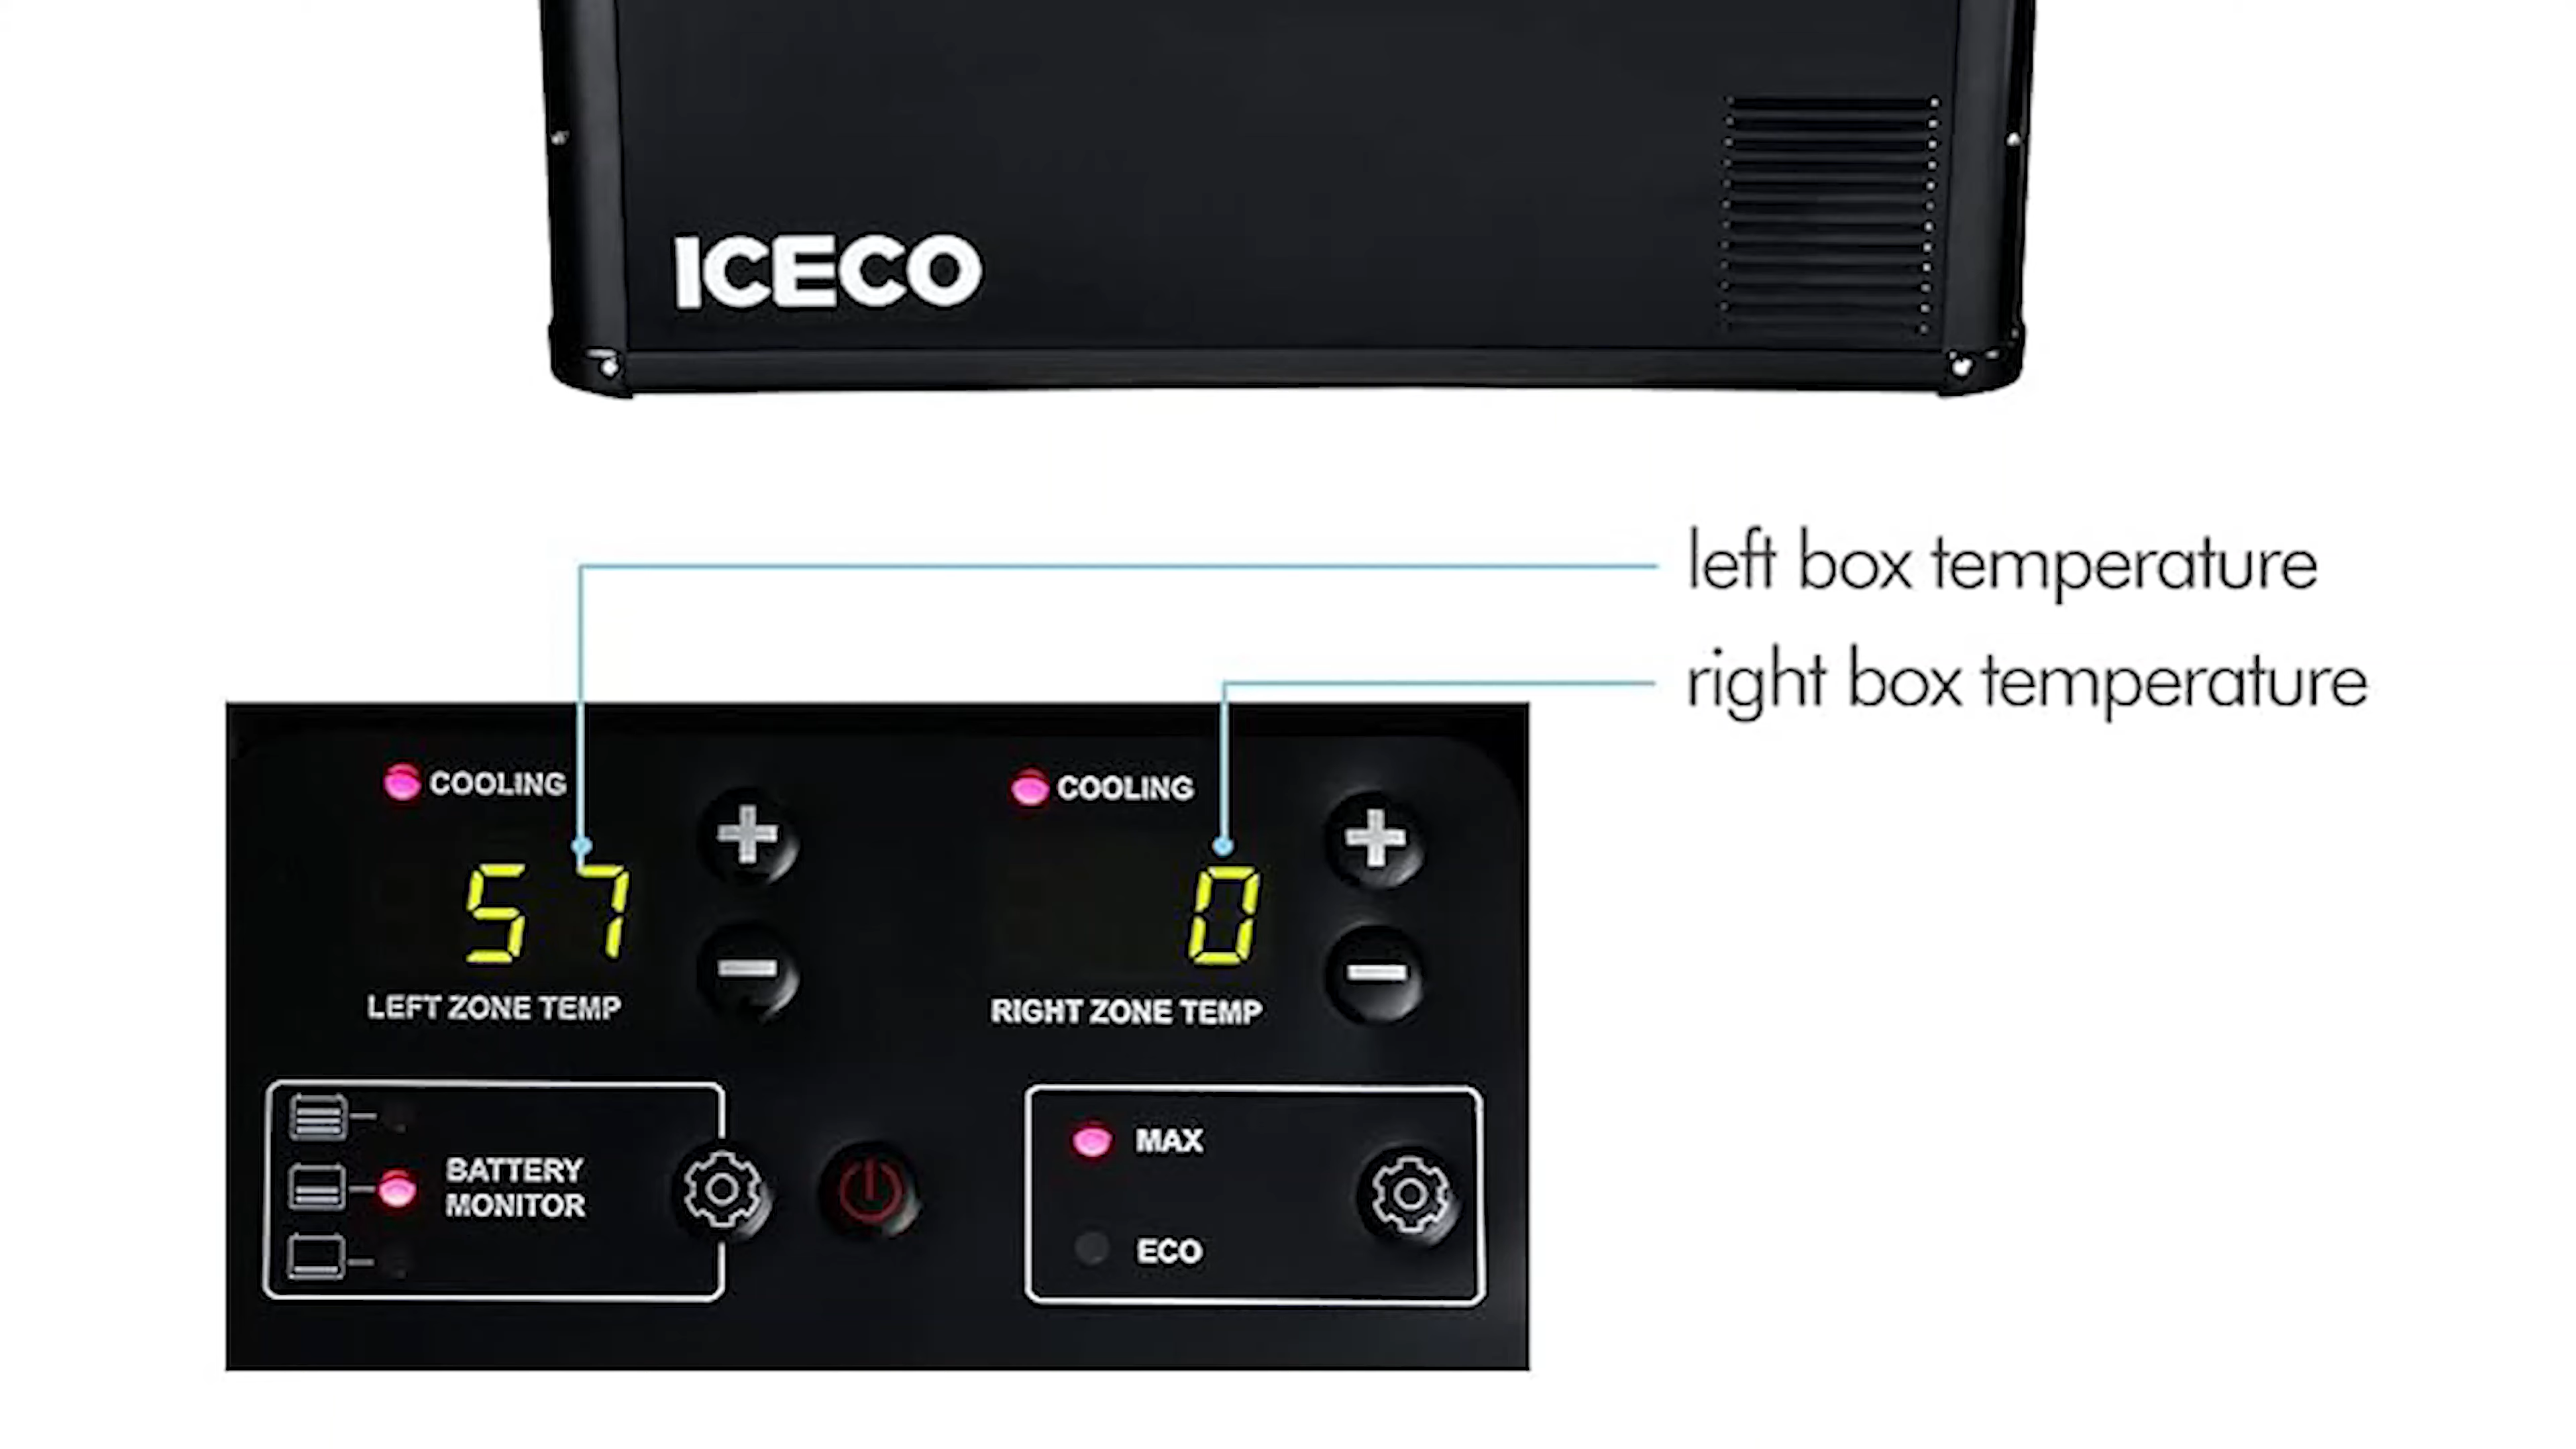 ICECO
left box temperature
right box temperature
COOLING
COOLING
57
0
LEFT ZONE TEMP
RIGHT ZONE TEMP
BATTERY
MONITOR
MAX
ECO